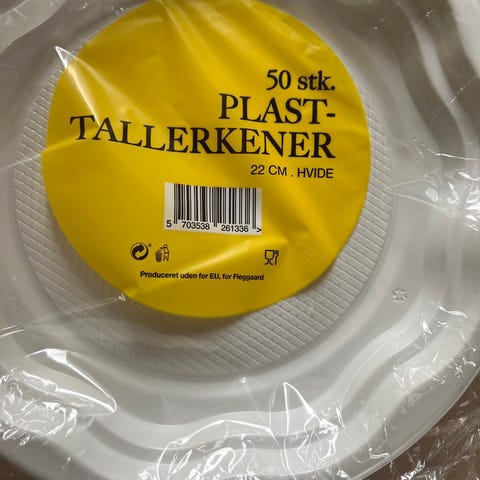 50 stk.
PLAST-
TALLERKENER
22 CM . HVIDE
5 703538 261336 >
Produceret uden for EU, for Fleggaard